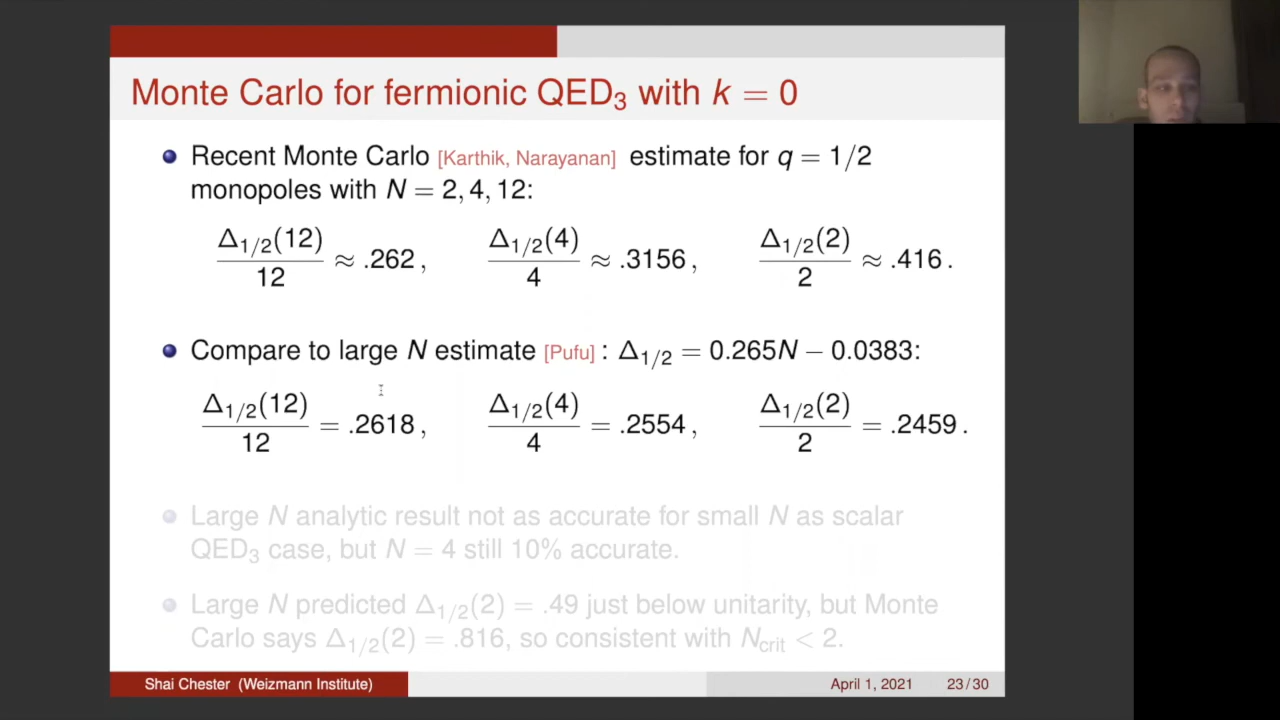 Monte Carlo for fermionic QED₃ with k = 0
Recent Monte Carlo [Karthik, Narayanan] estimate for q = 1/2
monopoles with N = 2, 4, 12:
Δ₁/₂(12)/12 ≈ .262 , Δ₁/₂(4)/4 ≈ .3156 , Δ₁/₂(2)/2 ≈ .416 .
Compare to large N estimate [Pufu] : Δ₁/₂ = 0.265N − 0.0383:
Δ₁/₂(12)/12 = .2618 , Δ₁/₂(4)/4 = .2554 , Δ₁/₂(2)/2 = .2459 .
Large N analytic result not as accurate for small N as scalar
QED₃ case, but N = 4 still 10% accurate.
Large N predicted Δ₁/₂(2) = .49 just below unitarity, but Monte
Carlo says Δ₁/₂(2) = .816, so consistent with N_crit < 2.
Shai Chester (Weizmann Institute) April 1, 2021 23 / 30